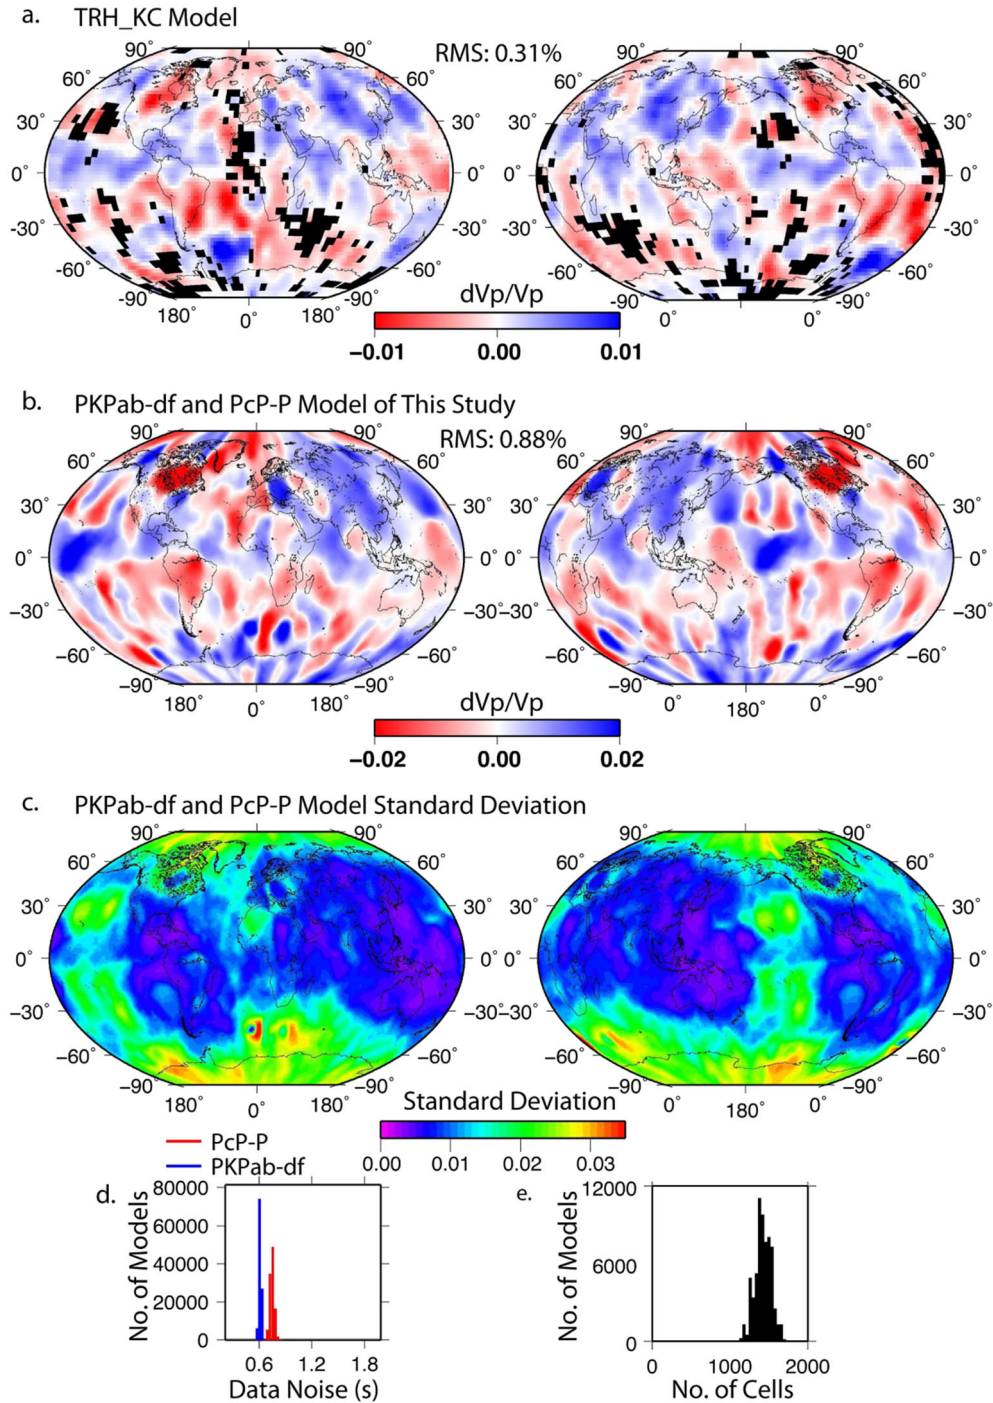 a. TRH_KC Model
RMS: 0.31%
90° 90° 90° 90°
60° 60° 60° 60°
30° 30° 30° 30°
0° 0° 0° 0°
-30° -30° -30° -30°
-60° -60° -60° -60°
-90° -90° -90° -90°
180° 0° 180° 0° 0°
dVp/Vp
−0.01 0.00 0.01
b. PKPab-df and PcP-P Model of This Study
RMS: 0.88%
90° 90° 90° 90°
60° 60° 60° 60°
30° 30° 30° 30°
0° 0° 0° 0°
−30° −30° −30° −30°
−60° −60° −60° −60°
−90° −90° −90° −90°
180° 0° 180° 0° 180° 0°
dVp/Vp
−0.02 0.00 0.02
c. PKPab-df and PcP-P Model Standard Deviation
90° 90° 90° 90°
60° 60° 60° 60°
30° 30° 30° 30°
0° 0° 0° 0°
−30° −30° −30° −30°
−60° −60° −60° −60°
−90° −90° −90° −90°
180° 0° 180° 0° 180° 0°
Standard Deviation
0.00 0.01 0.02 0.03
PcP-P
PKPab-df
d.
No. of Models
80000
60000
40000
20000
0
0.6 1.2 1.8
Data Noise (s)
e.
No. of Models
12000
6000
0
0 1000 2000
No. of Cells